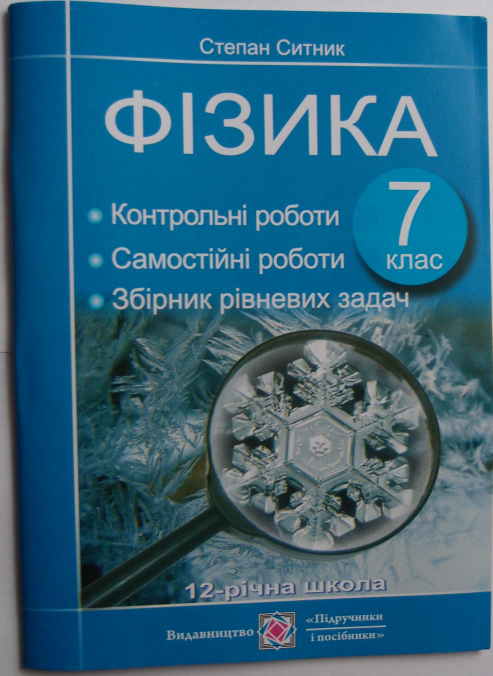 Степан Ситник
ФІЗИКА
• Контрольні роботи
• Самостійні роботи
• Збірник рівневих задач
7
клас
12-річна школа
Видавництво
«Підручники
і посібники»